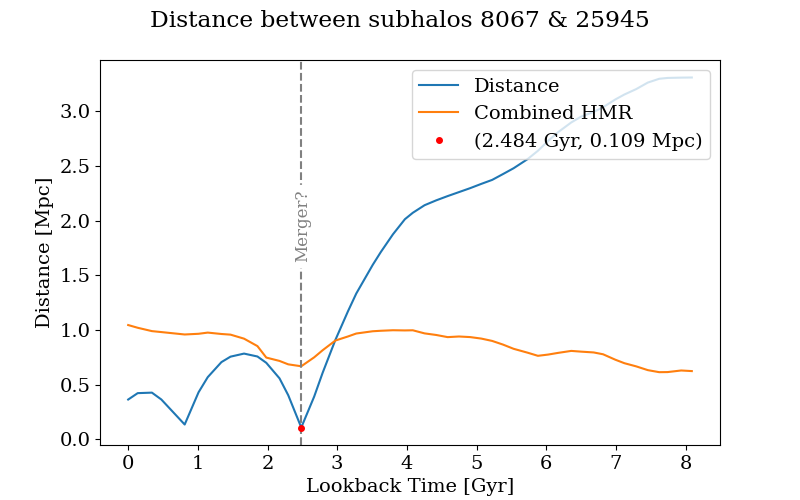 Distance between subhalos 8067 & 25945
Distance
Combined HMR
(2.484 Gyr, 0.109 Mpc)
Merger?
Distance [Mpc]
3.0
2.5
2.0
1.5
1.0
0.5
0.0
0 1 2 3 4 5 6 7 8
Lookback Time [Gyr]